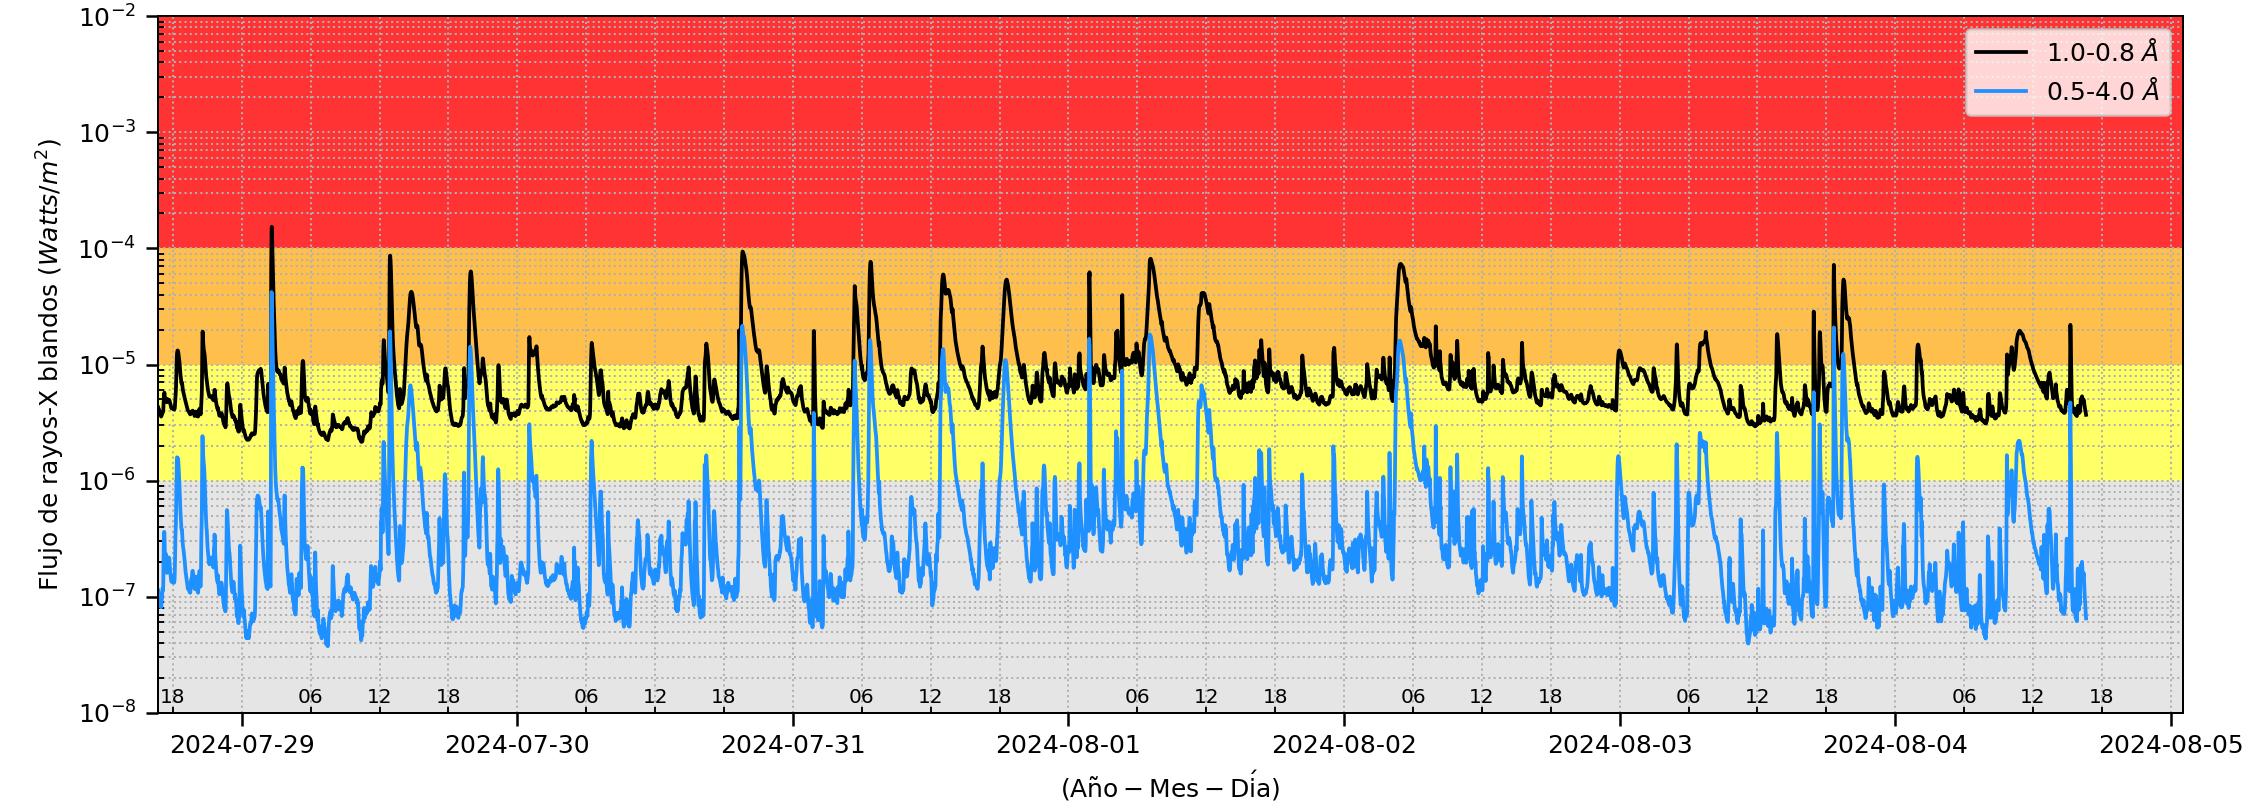 10⁻²
10⁻³
10⁻⁴
10⁻⁵
10⁻⁶
10⁻⁷
10⁻⁸
Flujo de rayos-X blandos (Watts/m²)
1.0-0.8 Å
0.5-4.0 Å
18 06 12 18 06 12 18 06 12 18 06 12 18 06 12 18 06 12 18 06 12 18
2024-07-29 2024-07-30 2024-07-31 2024-08-01 2024-08-02 2024-08-03 2024-08-04 2024-08-05
(Año − Mes − Día)